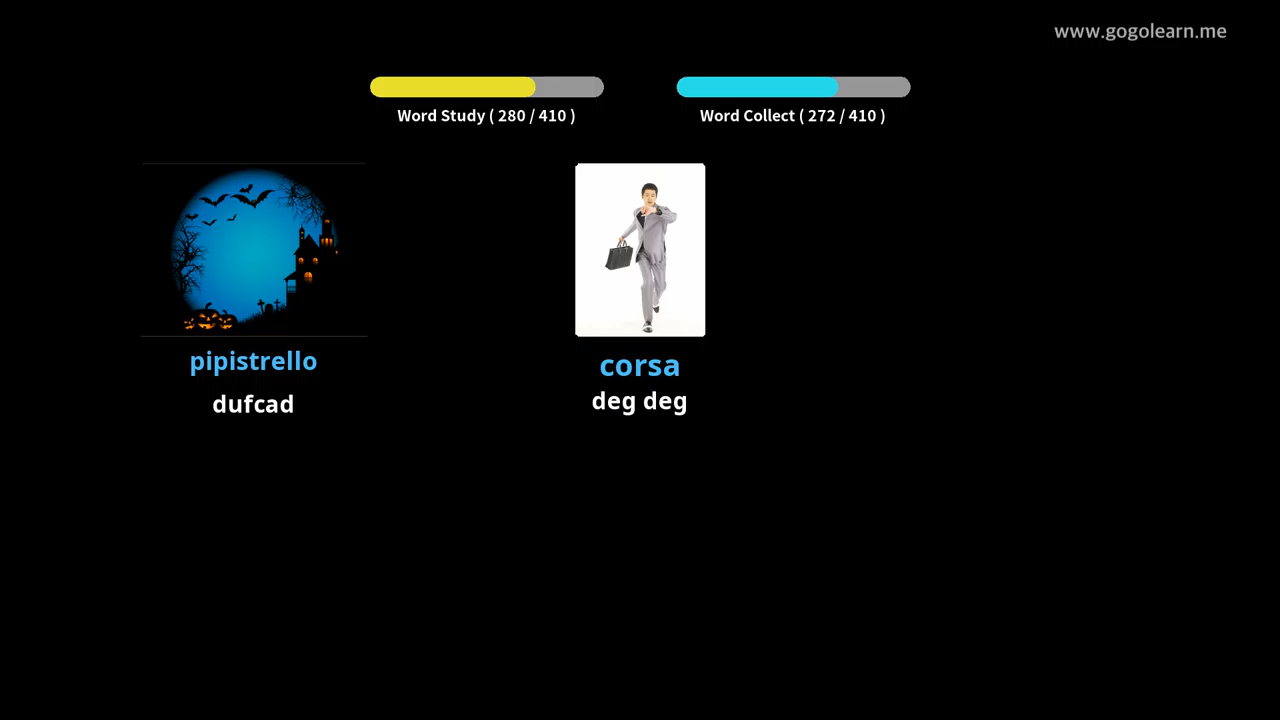 www.gogolearn.me
Word Study ( 280 / 410 )
Word Collect ( 272 / 410 )
pipistrello
dufcad
corsa
deg deg